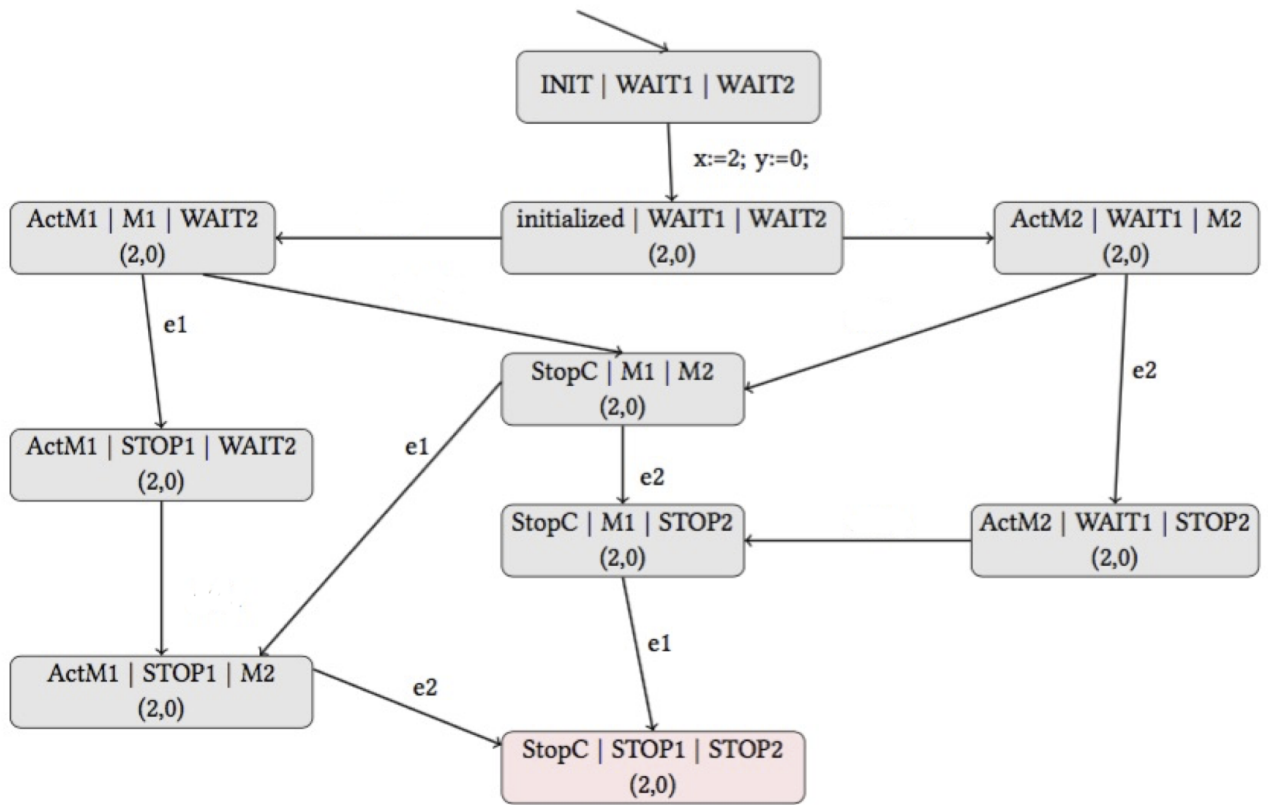 INIT | WAIT1 | WAIT2
x:=2; y:=0;
ActM1 | M1 | WAIT2
(2,0)
initialized | WAIT1 | WAIT2
(2,0)
ActM2 | WAIT1 | M2
(2,0)
e1
StopC | M1 | M2
(2,0)
e2
ActM1 | STOP1 | WAIT2
(2,0)
e1
e2
StopC | M1 | STOP2
(2,0)
ActM2 | WAIT1 | STOP2
(2,0)
e1
ActM1 | STOP1 | M2
(2,0)
e2
StopC | STOP1 | STOP2
(2,0)